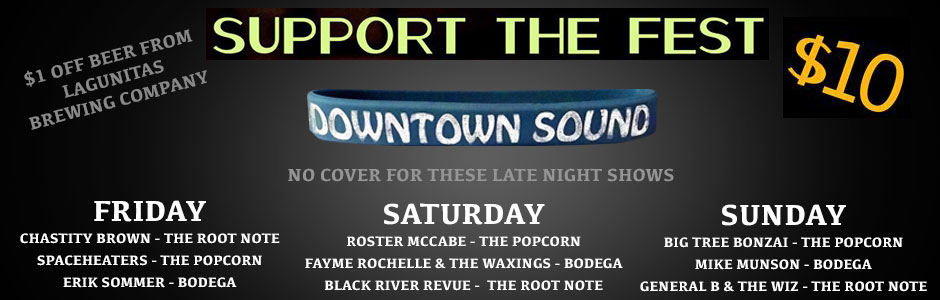 SUPPORT THE FEST
$1 OFF BEER FROM
LAGUNITAS
BREWING COMPANY
$10
DOWNTOWN SOUND
NO COVER FOR THESE LATE NIGHT SHOWS
FRIDAY
CHASTITY BROWN - THE ROOT NOTE
SPACEHEATERS - THE POPCORN
ERIK SOMMER - BODEGA
SATURDAY
ROSTER MCCABE - THE POPCORN
FAYME ROCHELLE & THE WAXINGS - BODEGA
BLACK RIVER REVUE - THE ROOT NOTE
SUNDAY
BIG TREE BONZAI - THE POPCORN
MIKE MUNSON - BODEGA
GENERAL B & THE WIZ - THE ROOT NOTE